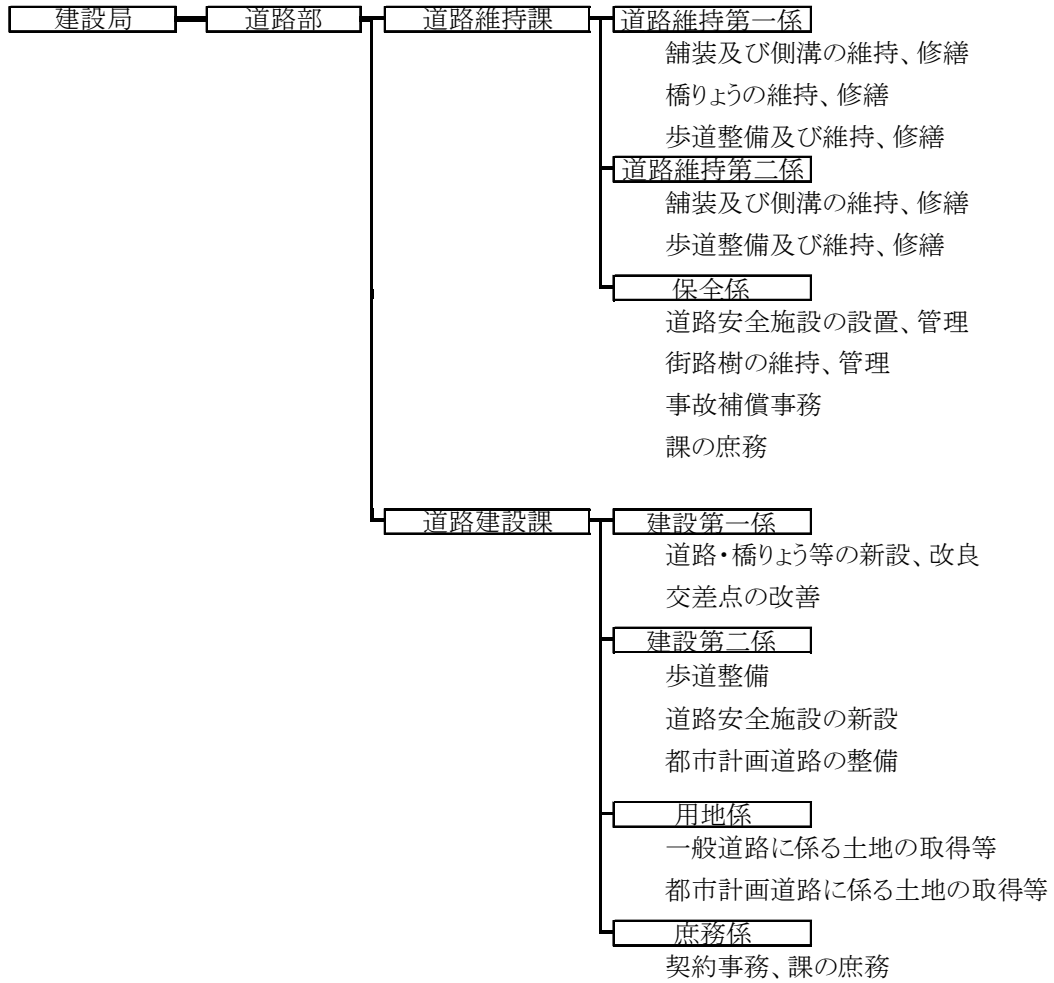 建設局 道路部 道路維持課 道路維持第一係
舗装及び側溝の維持、修繕
橋りょうの維持、修繕
歩道整備及び維持、修繕
道路維持第二係
舗装及び側溝の維持、修繕
歩道整備及び維持、修繕
保全係
道路安全施設の設置、管理
街路樹の維持、管理
事故補償事務
課の庶務
道路建設課 建設第一係
道路・橋りょう等の新設、改良
交差点の改善
建設第二係
歩道整備
道路安全施設の新設
都市計画道路の整備
用地係
一般道路に係る土地の取得等
都市計画道路に係る土地の取得等
庶務係
契約事務、課の庶務